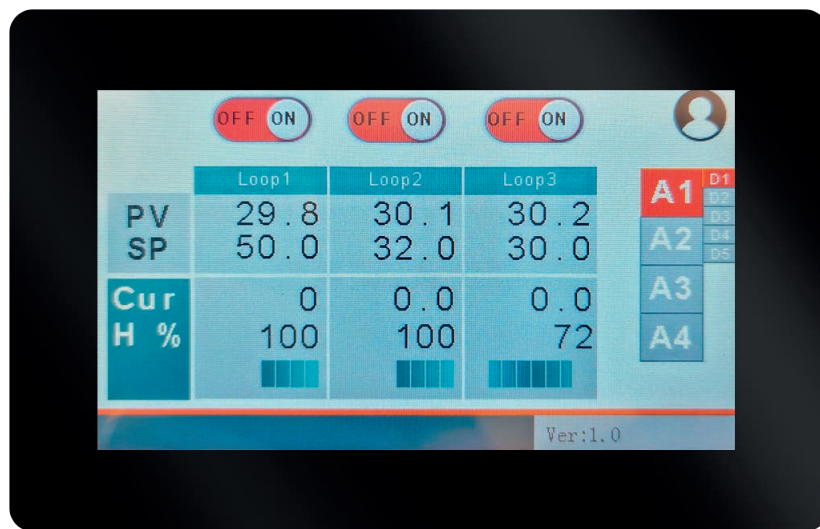 OFF ON OFF ON OFF ON
Loop1 Loop2 Loop3
PV 29.8 30.1 30.2
SP 50.0 32.0 30.0
Cur 0 0.0 0.0
H % 100 100 72
A1 D1
D2
D3
A2 D4
D5
A3
A4
Ver:1.0